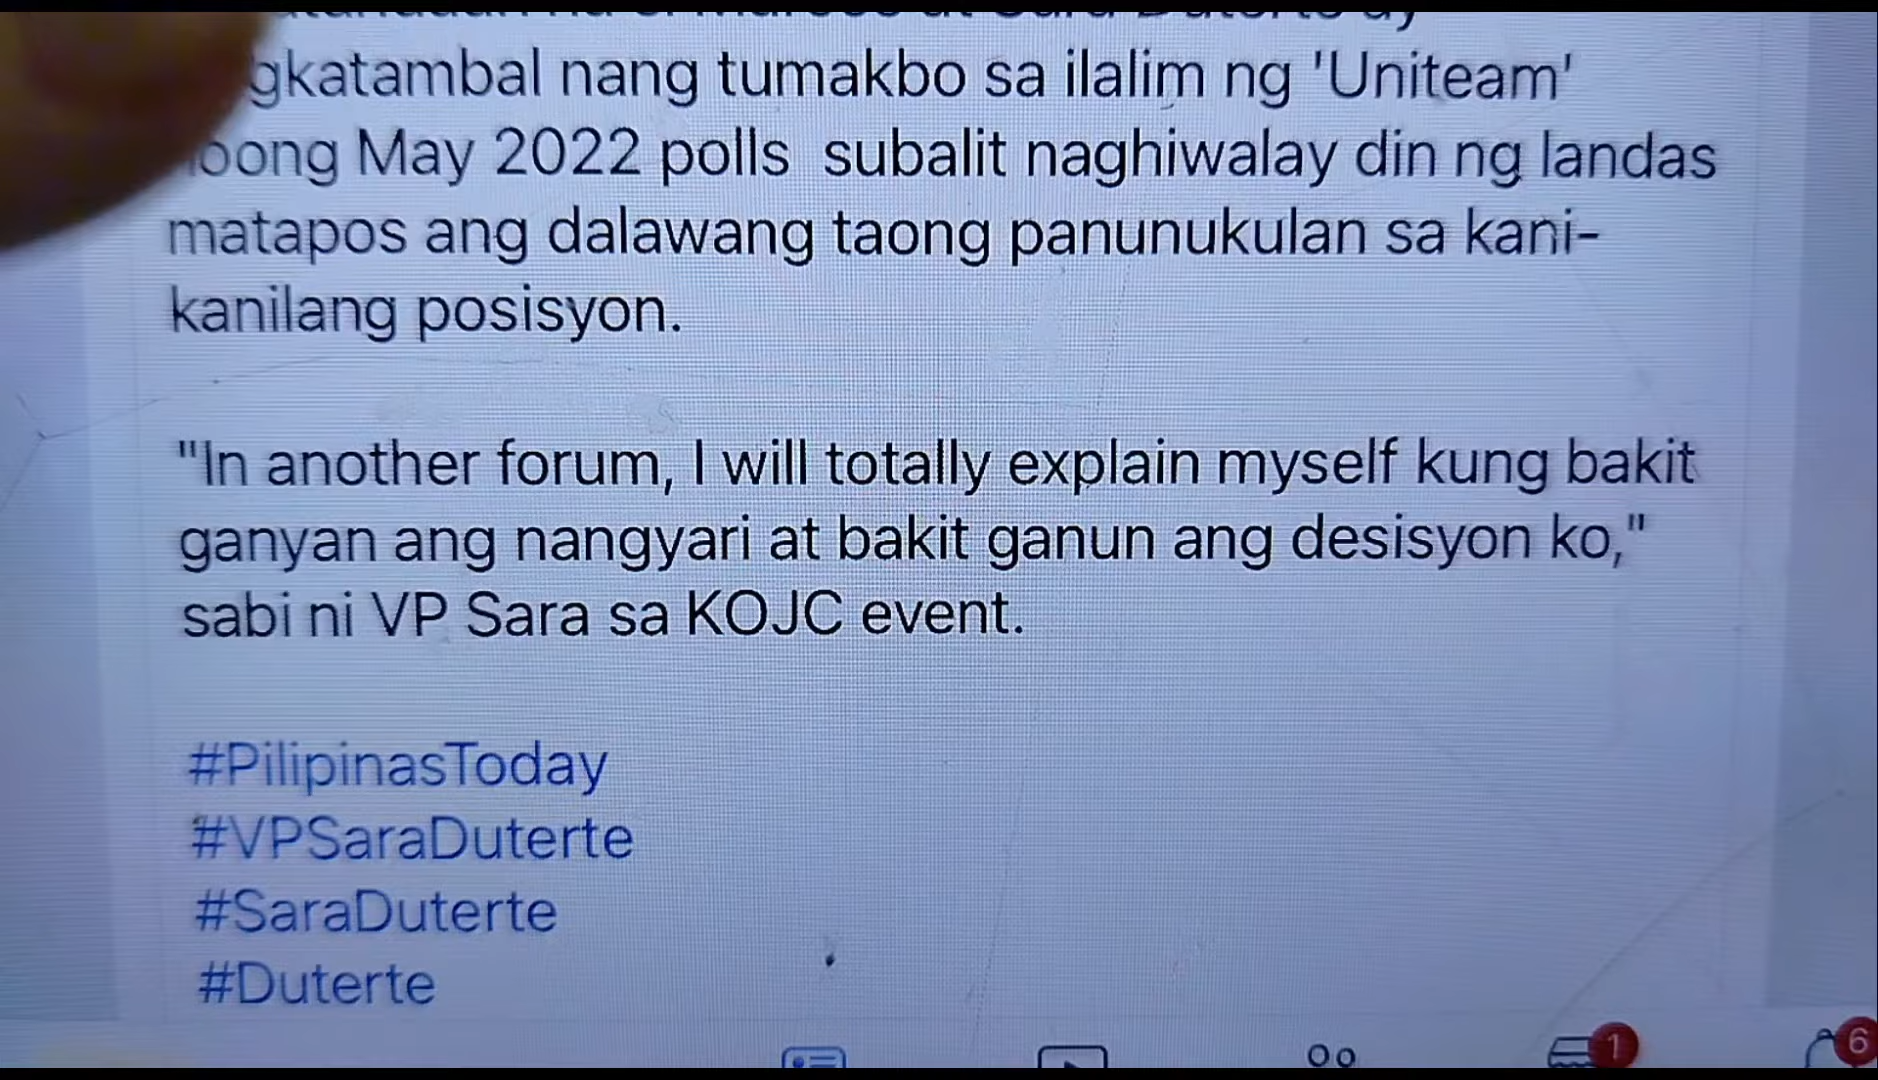 nang tumakbo sa ilalim ng 'Uniteam'
May 2022 polls subalit naghiwalay din ng landas
matapos ang dalawang taong panunukulan sa kani-
kanilang posisyon.
"In another forum, I will totally explain myself kung bakit
ganyan ang nangyari at bakit ganun ang desisyon ko,"
sabi ni VP Sara sa KOJC event.
#PilipinasToday
#VPSaraDuterte
#SaraDuterte
#Duterte
1
6